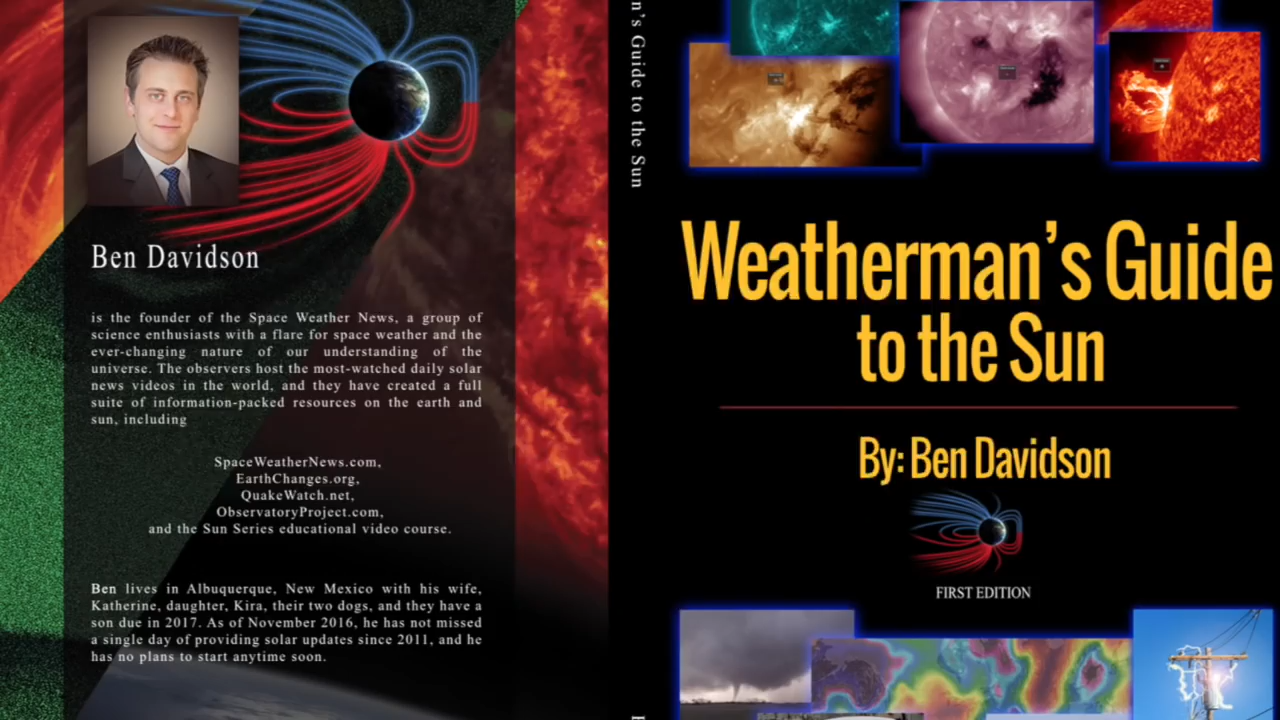 Ben Davidson
is the founder of the Space Weather News, a group of
science enthusiasts with a flare for space weather and the
ever-changing nature of our understanding of the
universe. The observers host the most-watched daily solar
news videos in the world, and they have created a full
suite of information-packed resources on the earth and
sun, including
SpaceWeatherNews.com,
EarthChanges.org,
QuakeWatch.net,
ObservatoryProject.com,
and the Sun Series educational video course.
Ben lives in Albuquerque, New Mexico with his wife,
Katherine, daughter, Kira, their two dogs, and they have a
son due in 2017. As of November 2016, he has not missed
a single day of providing solar updates since 2011, and he
has no plans to start anytime soon.
n's Guide to the Sun
Weatherman's Guide
to the Sun
By: Ben Davidson
FIRST EDITION